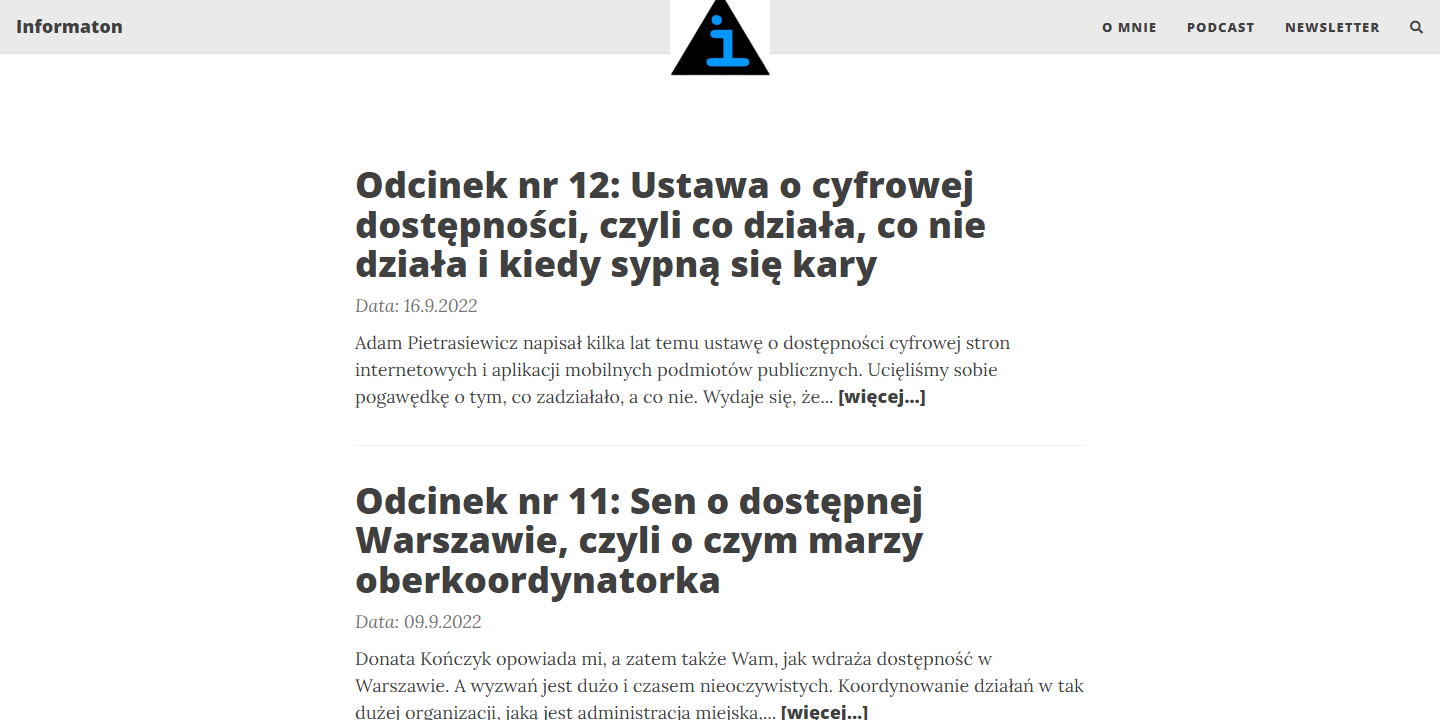 Informaton
i
O MNIE
PODCAST
NEWSLETTER
Odcinek nr 12: Ustawa o cyfrowej
dostępności, czyli co działa, co nie
działa i kiedy sypną się kary
Data: 16.9.2022
Adam Pietrasiewicz napisał kilka lat temu ustawę o dostępności cyfrowej stron
internetowych i aplikacji mobilnych podmiotów publicznych. Ucięliśmy sobie
pogawędkę o tym, co zadziałało, a co nie. Wydaje się, że... [więcej...]
Odcinek nr 11: Sen o dostępnej
Warszawie, czyli o czym marzy
oberkoordynatorka
Data: 09.9.2022
Donata Kończyk opowiada mi, a zatem także Wam, jak wdraża dostępność w
Warszawie. A wyzwań jest dużo i czasem nieoczywistych. Koordynowanie działań w tak
dużej organizacji, jaką jest administracja miejska,... [więcej...]